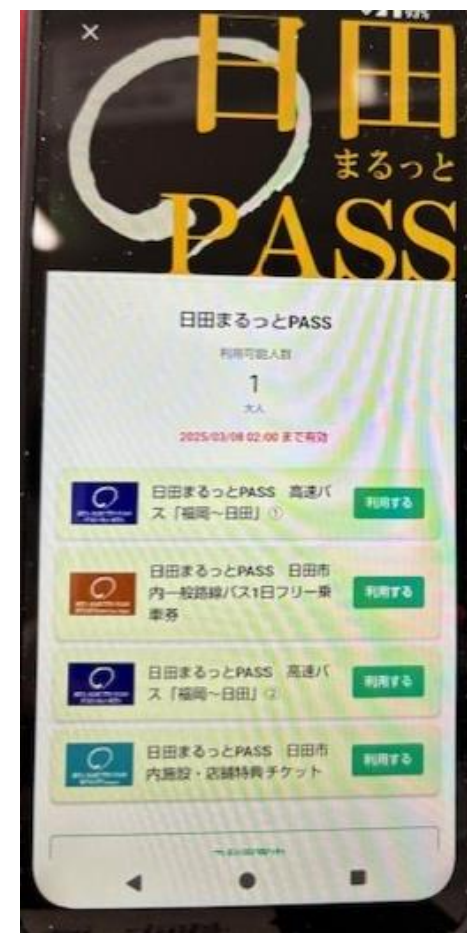 ×
日田
まるっと
PASS
日田まるっとPASS
利用可能人数
1
大人
2025/03/08 02:00 まで有効
日田まるっとPASS 高速バ
ス「福岡～日田」①
利用する
日田まるっとPASS 日田市
内一般路線バス1日フリー乗
車券
利用する
日田まるっとPASS 高速バ
ス「福岡～日田」②
利用する
日田まるっとPASS 日田市
内施設・店舗特典チケット
利用する